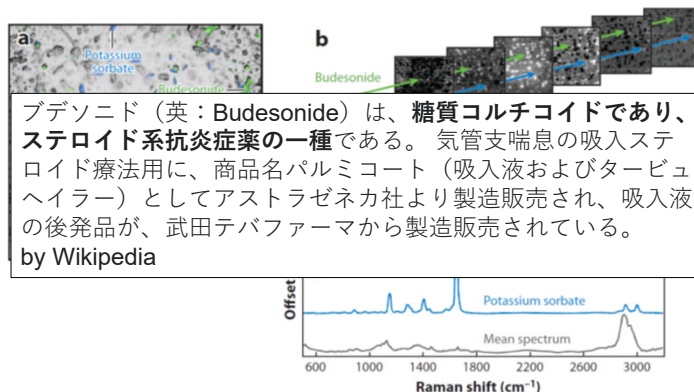 a
Potassium
sorbate
Budesonide
b
Budesonide
ブデソニド（英：Budesonide）は、糖質コルチコイドであり、
ステロイド系抗炎症薬の一種である。 気管支喘息の吸入ステ
ロイド療法用に、商品名パルミコート（吸入液およびタービュ
ヘイラー）としてアストラゼネカ社より製造販売され、吸入液
の後発品が、武田テバファーマから製造販売されている。
by Wikipedia
Offset
Potassium sorbate
Mean spectrum
600 1000 1400 1800 2200 2600 3000
Raman shift (cm⁻¹)